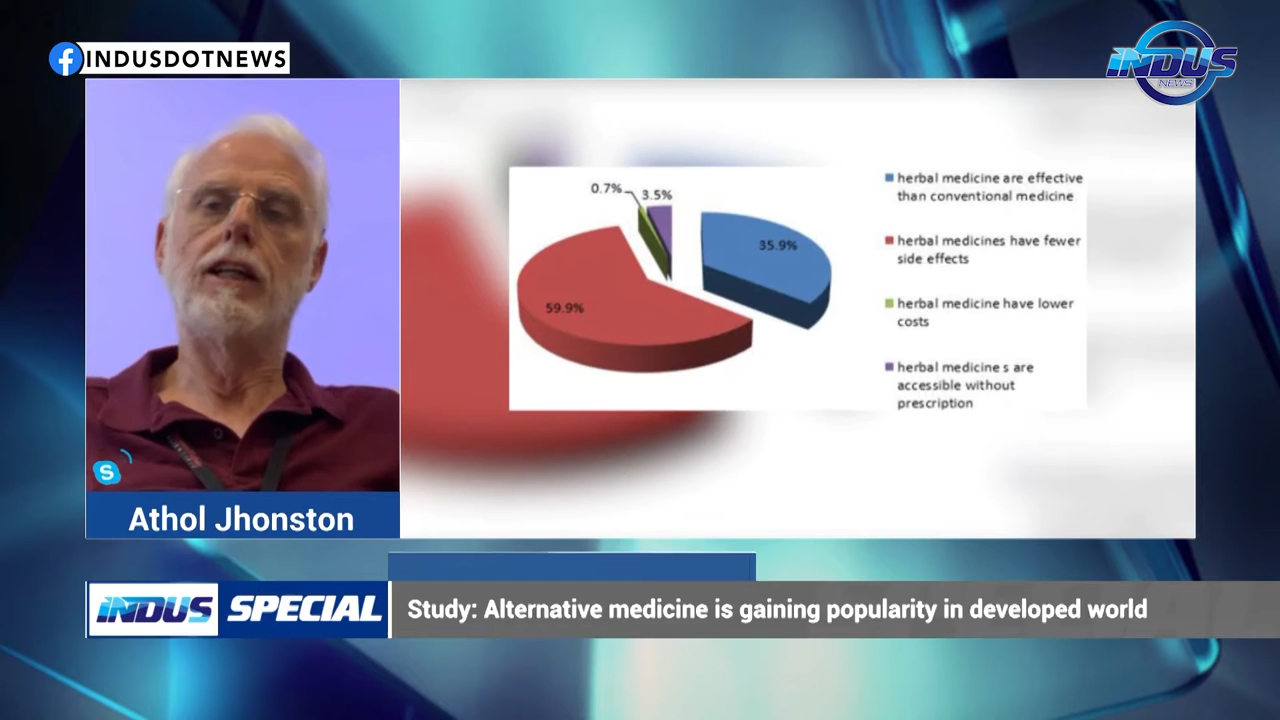 INDUSDOTNEWS
INDUS
NEWS
0.7%
3.5%
35.9%
59.9%
herbal medicine are effective
than conventional medicine
herbal medicines have fewer
side effects
herbal medicine have lower
costs
herbal medicine s are
accessible without
prescription
Athol Jhonston
INDUS SPECIAL
Study: Alternative medicine is gaining popularity in developed world